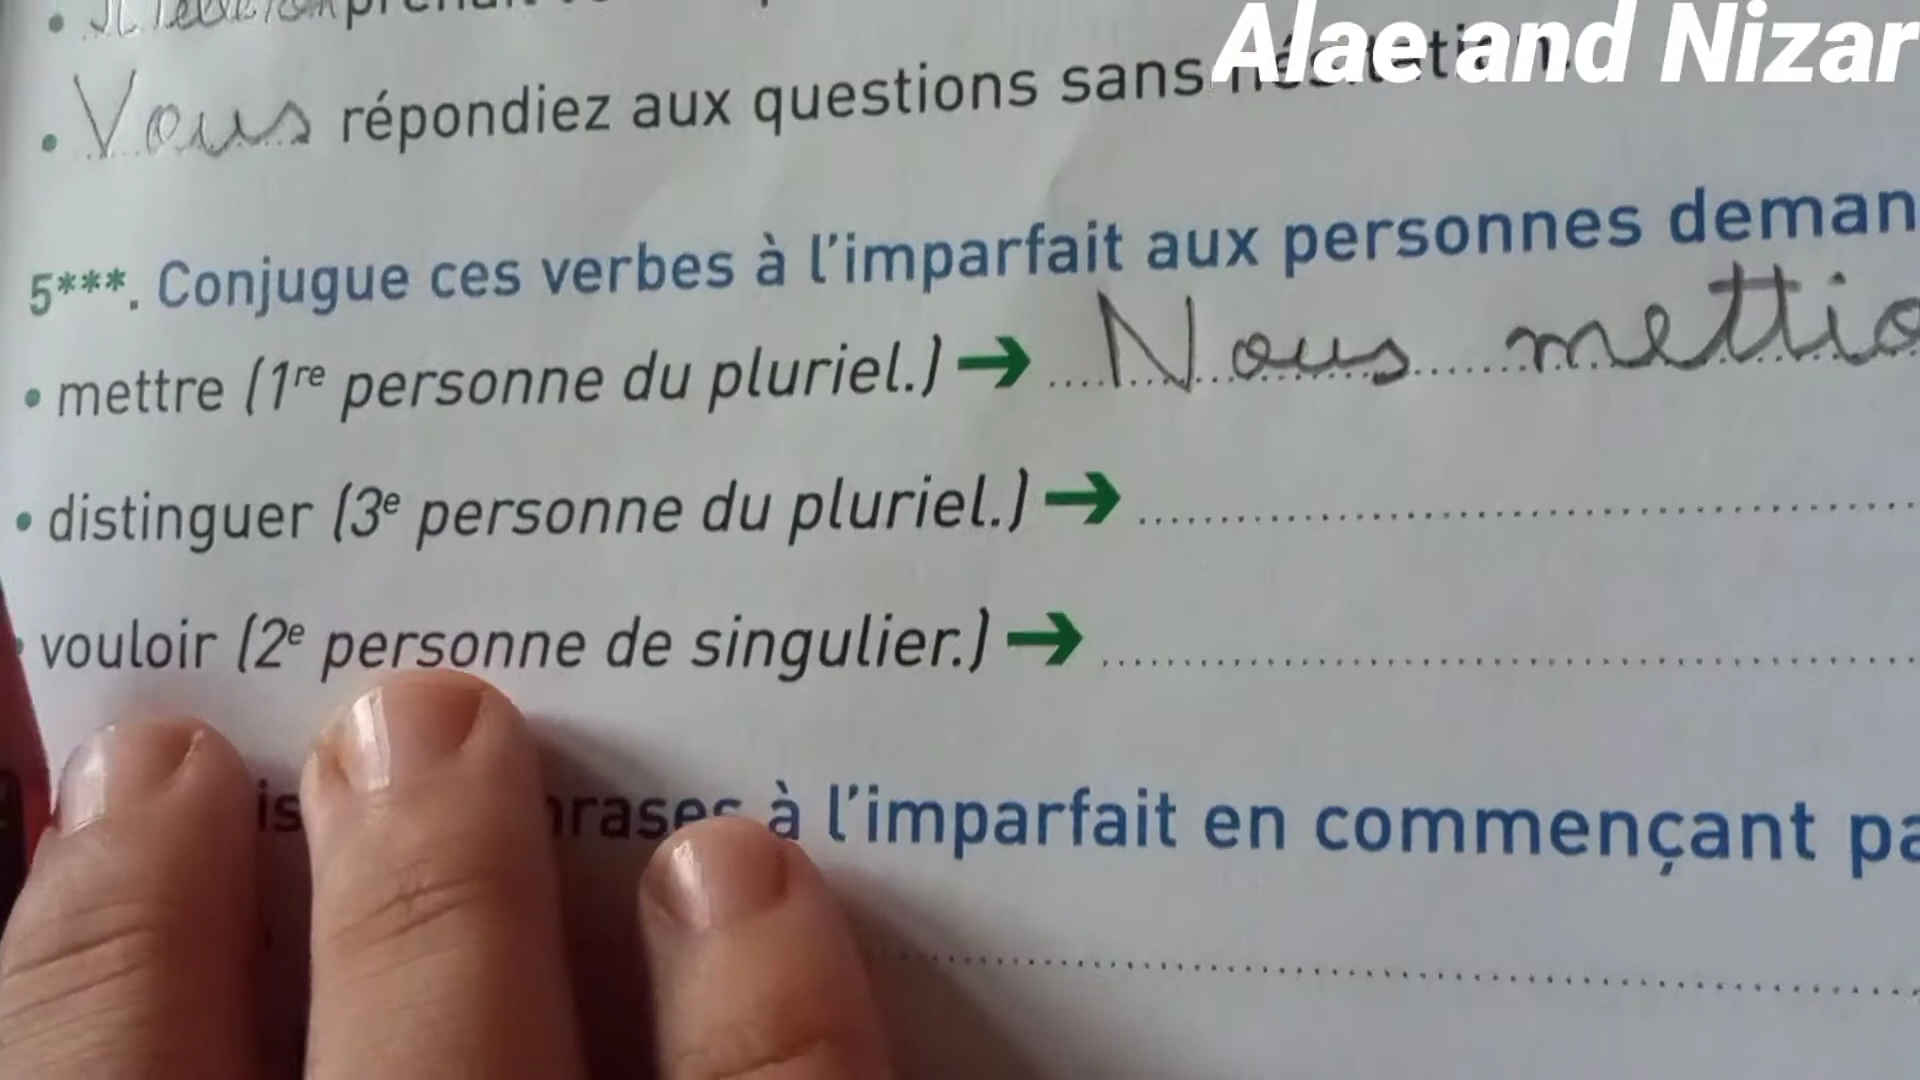 Alae and Nizar
• Vous répondiez aux questions sans
5***. Conjugue ces verbes à l'imparfait aux personnes deman
• mettre (1re personne du pluriel.) → Nous mettio
• distinguer (3e personne du pluriel.) →
• vouloir (2e personne de singulier.) →
à l'imparfait en commençant pa